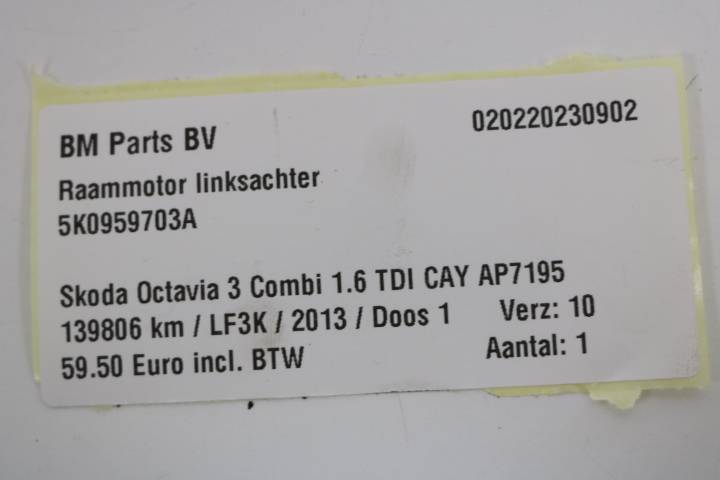 BM Parts BV 020220230902
Raammotor linksachter
5K0959703A
Skoda Octavia 3 Combi 1.6 TDI CAY AP7195
139806 km / LF3K / 2013 / Doos 1 Verz: 10
59.50 Euro incl. BTW Aantal: 1